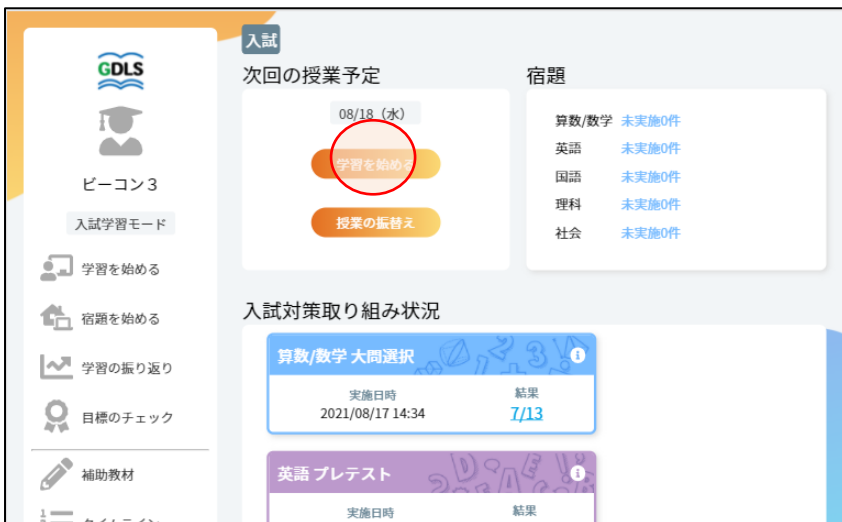 GDLS
ビーコン３
入試学習モード
学習を始める
宿題を始める
学習の振り返り
目標のチェック
補助教材
タイムライン
入試
次回の授業予定
08/18（水）
学習を始める
授業の振替え
宿題
算数/数学 未実施0件
英語 未実施0件
国語 未実施0件
理科 未実施0件
社会 未実施0件
入試対策取り組み状況
算数/数学 大問選択
実施日時 結果
2021/08/17 14:34 7/13
英語 プレテスト
実施日時 結果